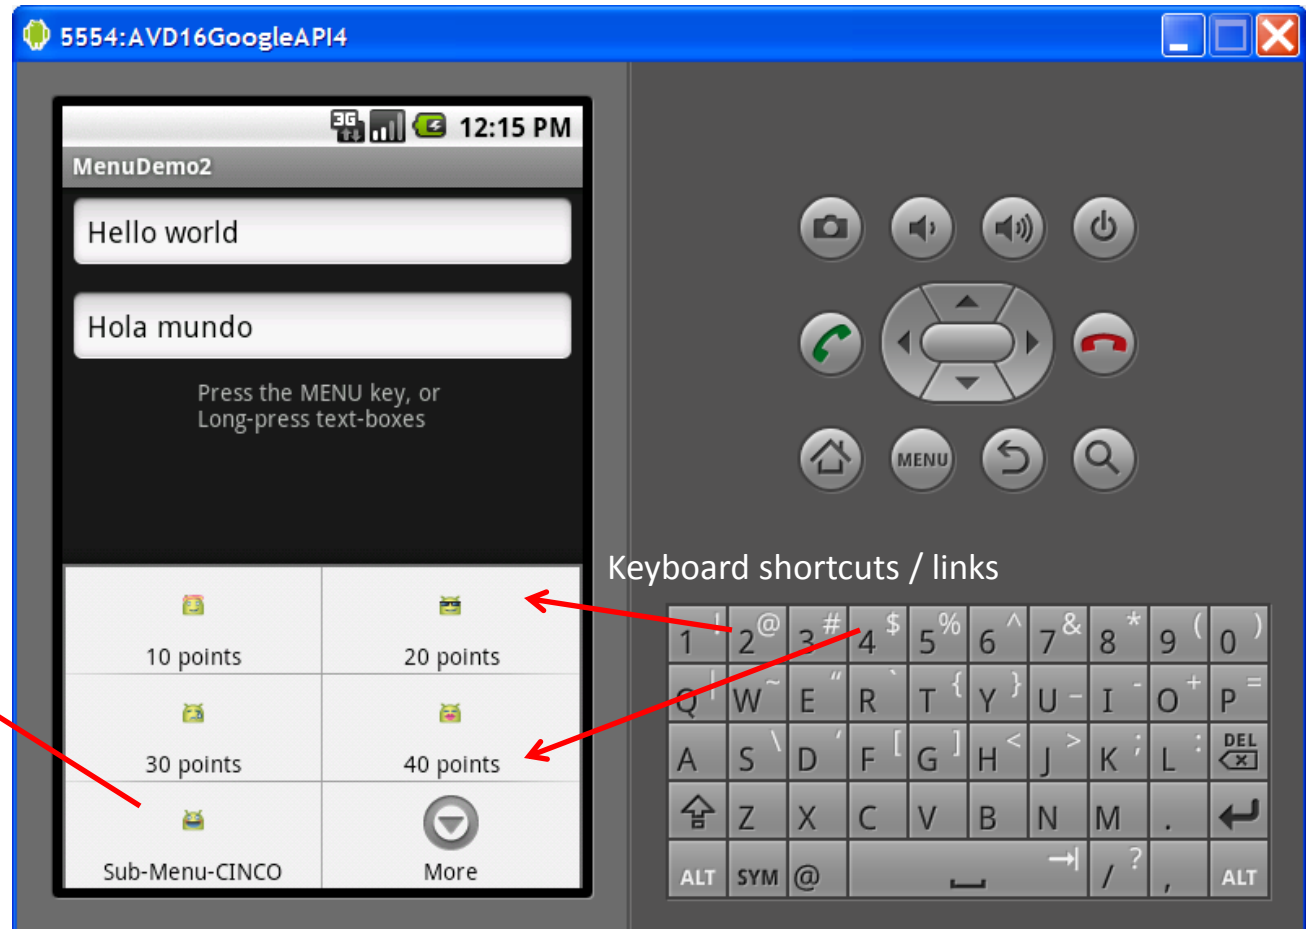 5554:AVD16GoogleAPI4
3G 12:15 PM
MenuDemo2
Hello world
Hola mundo
Press the MENU key, or
Long-press text-boxes
MENU
Keyboard shortcuts / links
10 points 20 points
30 points 40 points
Sub-Menu-CINCO More
1 ! 2 @ 3 # 4 $ 5 % 6 ^ 7 & 8 * 9 ( 0 )
Q | W ~ E " R ` T { Y } U _ I - O + P =
A S \ D ' F [ G ] H < J > K ; L : DEL
Z X C V B N M .
ALT SYM @ / ? , ALT